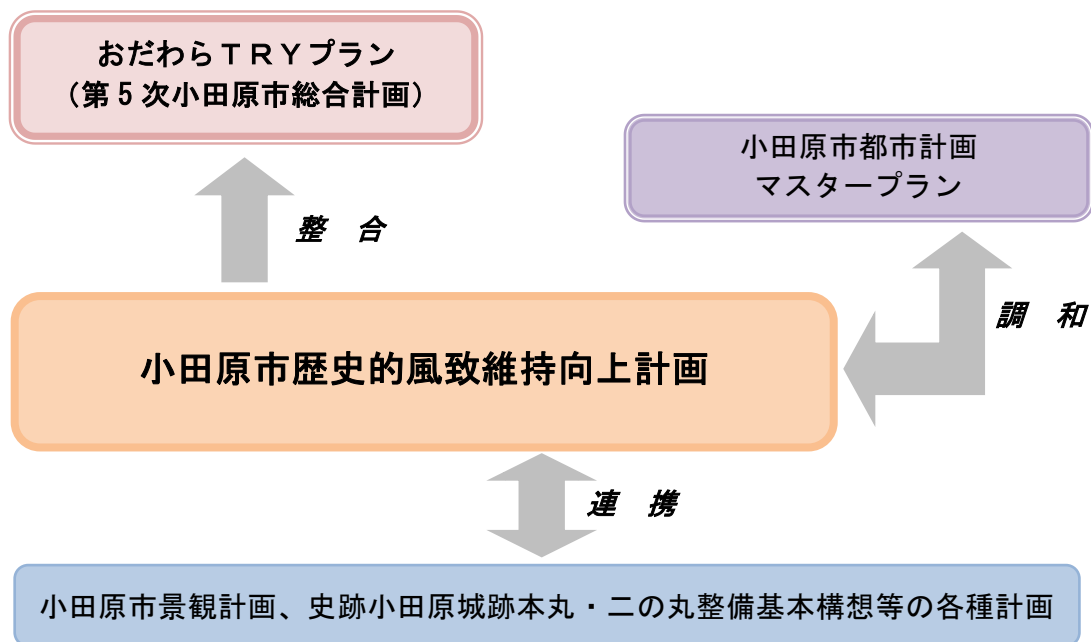 おだわらTRYプラン
(第5次小田原市総合計画)
小田原市都市計画
マスタープラン
整 合
調 和
小田原市歴史的風致維持向上計画
連 携
小田原市景観計画、史跡小田原城跡本丸・二の丸整備基本構想等の各種計画